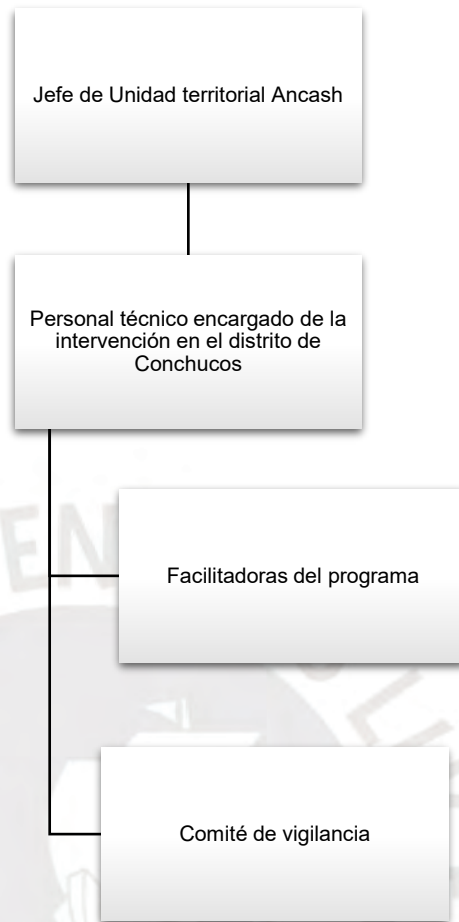 Jefe de Unidad territorial Ancash
Personal técnico encargado de la
intervención en el distrito de
Conchucos
EN
Facilitadoras del programa
Comité de vigilancia